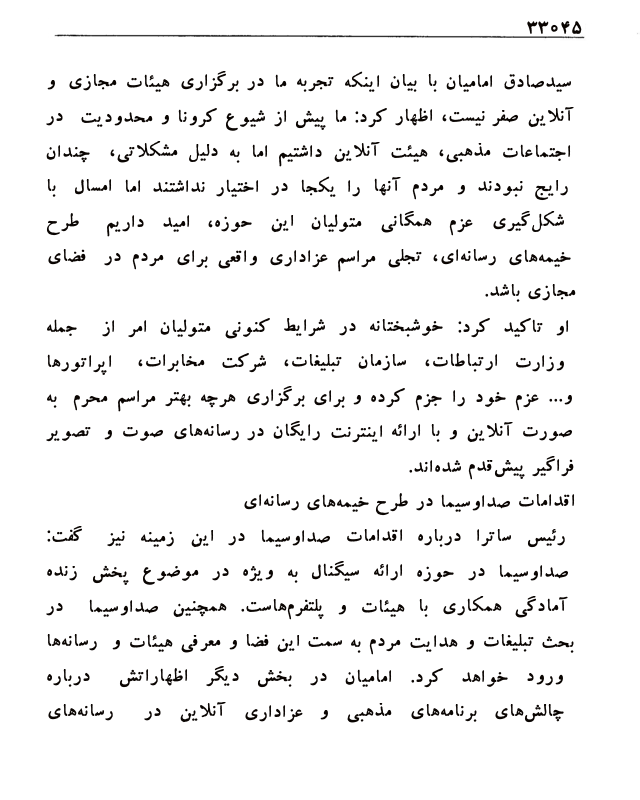 ۳۳۰۴۵
سیدصادق امامیان با بیان اینکه تجربه ما در برگزاری هیئات مجازی و
آنلاین صفر نیست، اظهار کرد: ما پیش از شیوع کرونا و محدودیت در
اجتماعات مذهبی، هیئت آنلاین داشتیم اما به دلیل مشکلاتی، چندان
رایج نبودند و مردم آنها را یکجا در اختیار نداشتند اما امسال با
شکل‌گیری عزم همگانی متولیان این حوزه، امید داریم طرح
خیمه‌های رسانه‌ای، تجلی مراسم عزاداری واقعی برای مردم در فضای
مجازی باشد.
او تاکید کرد: خوشبختانه در شرایط کنونی متولیان امر از جمله
وزارت ارتباطات، سازمان تبلیغات، شرکت مخابرات، اپراتورها
و... عزم خود را جزم کرده و برای برگزاری هرچه بهتر مراسم محرم به
صورت آنلاین و با ارائه اینترنت رایگان در رسانه‌های صوت و تصویر
فراگیر پیش‌قدم شده‌اند.
اقدامات صداوسیما در طرح خیمه‌های رسانه‌ای
رئیس ساترا درباره اقدامات صداوسیما در این زمینه نیز گفت:
صداوسیما در حوزه ارائه سیگنال به ویژه در موضوع پخش زنده
آمادگی همکاری با هیئات و پلتفرم‌هاست. همچنین صداوسیما در
بحث تبلیغات و هدایت مردم به سمت این فضا و معرفی هیئات و رسانه‌ها
ورود خواهد کرد. امامیان در بخش دیگر اظهاراتش درباره
چالش‌های برنامه‌های مذهبی و عزاداری آنلاین در رسانه‌های